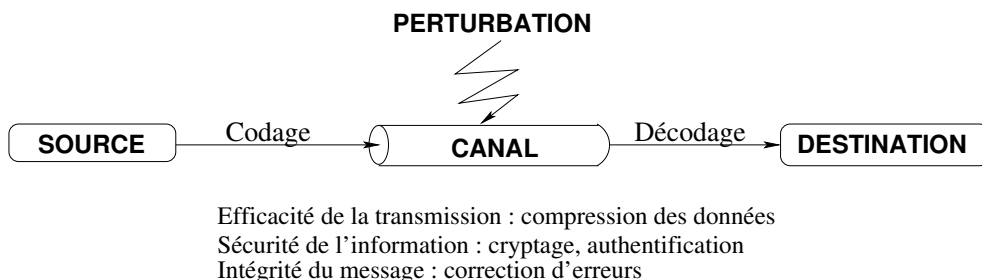 PERTURBATION
SOURCE Codage CANAL Décodage DESTINATION
Efficacité de la transmission : compression des données
Sécurité de l'information : cryptage, authentification
Intégrité du message : correction d'erreurs